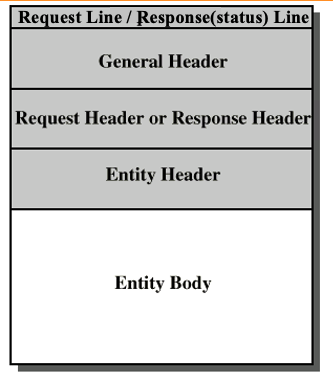 Request Line / Response(status) Line
General Header
Request Header or Response Header
Entity Header
Entity Body